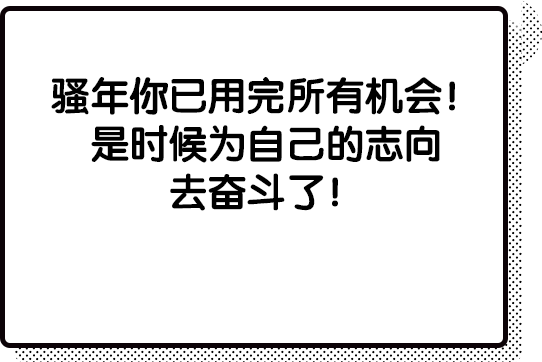 骚年你已用完所有机会！
是时候为自己的志向
去奋斗了！